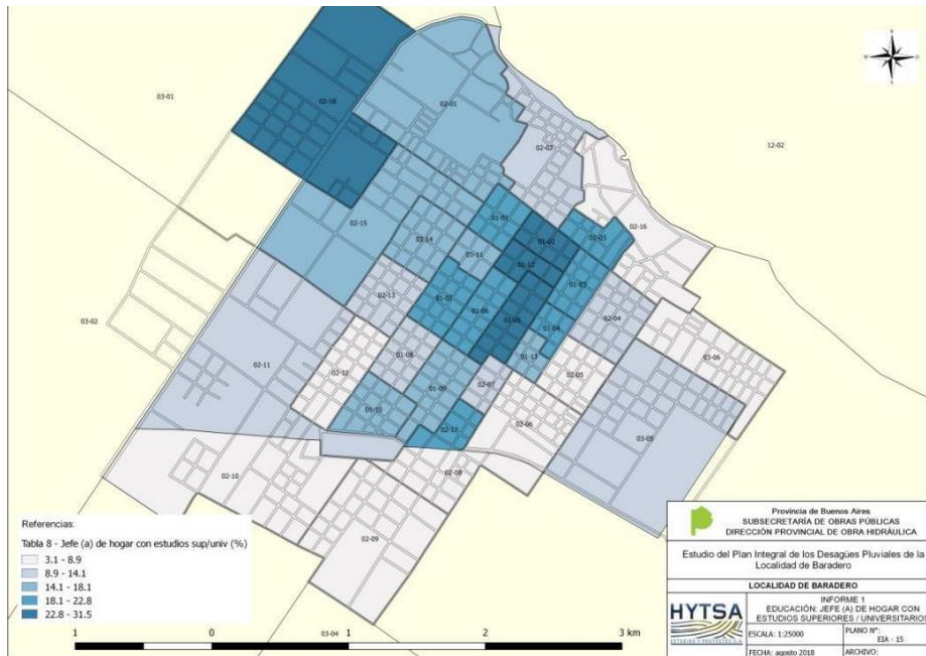 03-01
02-18
02-01
02-02
12-02
02-16
02-15
02-14
01-01
01-02
02-03
01-11
01-12
01-03
02-13
01-07
01-06
01-05
01-04
02-04
03-02
03-06
02-11
02-12
01-08
01-13
02-05
01-09
02-07
01-10
02-17
02-06
03-05
02-10
02-08
02-09
03-04
Referencias:
Tabla 8 - Jefe (a) de hogar con estudios sup/univ (%)
3.1 - 8.9
8.9 - 14.1
14.1 - 18.1
18.1 - 22.8
22.8 - 31.5
1 0 1 2 3 km
Provincia de Buenos Aires
SUBSECRETARÍA DE OBRAS PÚBLICAS
DIRECCIÓN PROVINCIAL DE OBRA HIDRÁULICA
Estudio del Plan Integral de los Desagües Pluviales de la
Localidad de Baradero
LOCALIDAD DE BARADERO
HYTSA
ESTUDIOS Y PROYECTOS S.A.
INFORME 1
EDUCACIÓN: JEFE (A) DE HOGAR CON
ESTUDIOS SUPERIORES / UNIVERSITARIOS
ESCALA: 1:25000
PLANO Nº:
EIA - 15
FECHA: agosto 2018
ARCHIVO: